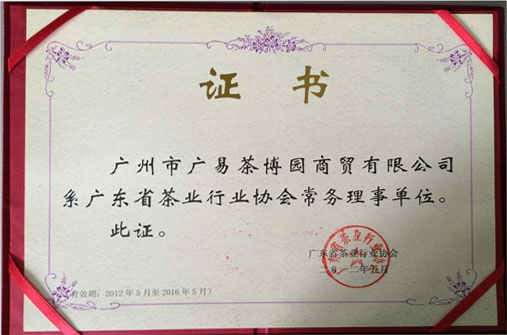 证书
广州市广易茶博园商贸有限公司
系广东省茶业行业协会常务理事单位。
此证。
广东省茶业行业协会
二〇一二年五月
(有效期：2012年5月至2016年5月)